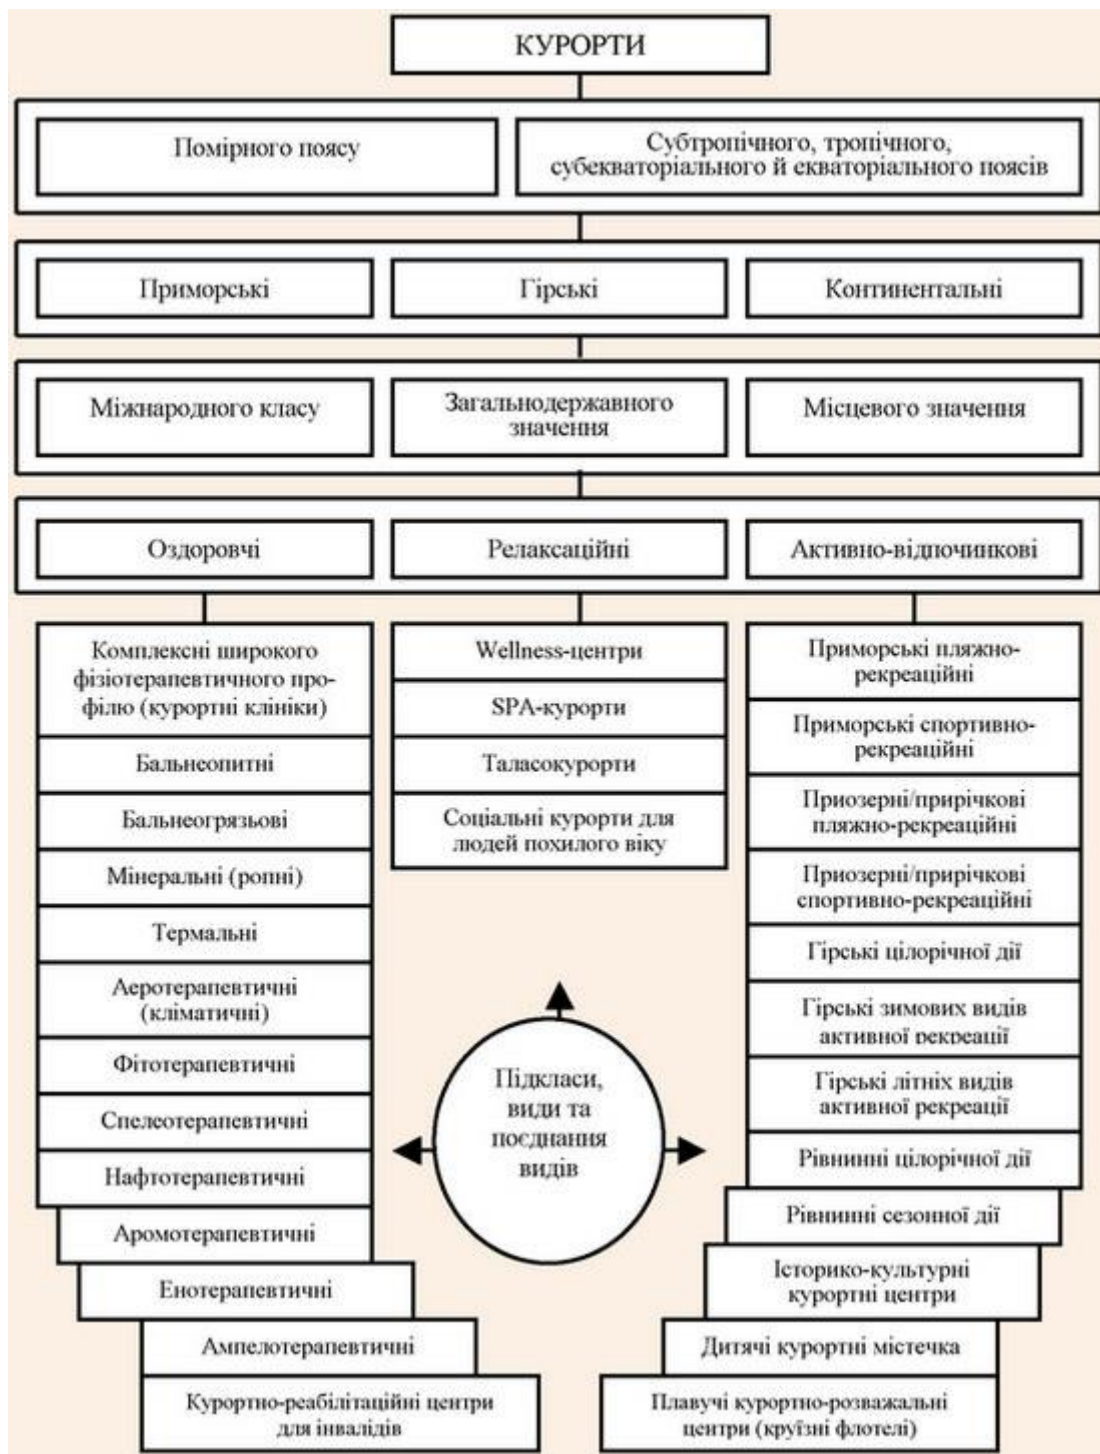 КУРОРТИ
Помірного поясу
Субтропічного, тропічного,
субекваторіального й екваторіального поясів
Приморські
Гірські
Континентальні
Міжнародного класу
Загальнодержавного
значення
Місцевого значення
Оздоровчі
Релаксаційні
Активно-відпочинкові
Комплексні широкого
фізіотерапевтичного про-
філю (курортні клініки)
Бальнеопитні
Бальнеогрязьові
Мінеральні (ропні)
Термальні
Аеротерапевтичні
(кліматичні)
Фітотерапевтичні
Спелеотерапевтичні
Нафтотерапевтичні
Аромотерапевтичні
Енотерапевтичні
Ампелотерапевтичні
Курортно-реабілітаційні центри
для інвалідів
Wellness-центри
SPA-курорти
Таласокурорти
Соціальні курорти для
людей похилого віку
Підкласи,
види та
поєднання
видів
Приморські пляжно-
рекреаційні
Приморські спортивно-
рекреаційні
Приозерні/прирічкові
пляжно-рекреаційні
Приозерні/прирічкові
спортивно-рекреаційні
Гірські цілорічної дії
Гірські зимових видів
активної рекреації
Гірські літніх видів
активної рекреації
Рівнинні цілорічної дії
Рівнинні сезонної дії
Історико-культурні
курортні центри
Дитячі курортні містечка
Плавучі курортно-розважальні
центри (круїзні флотелі)